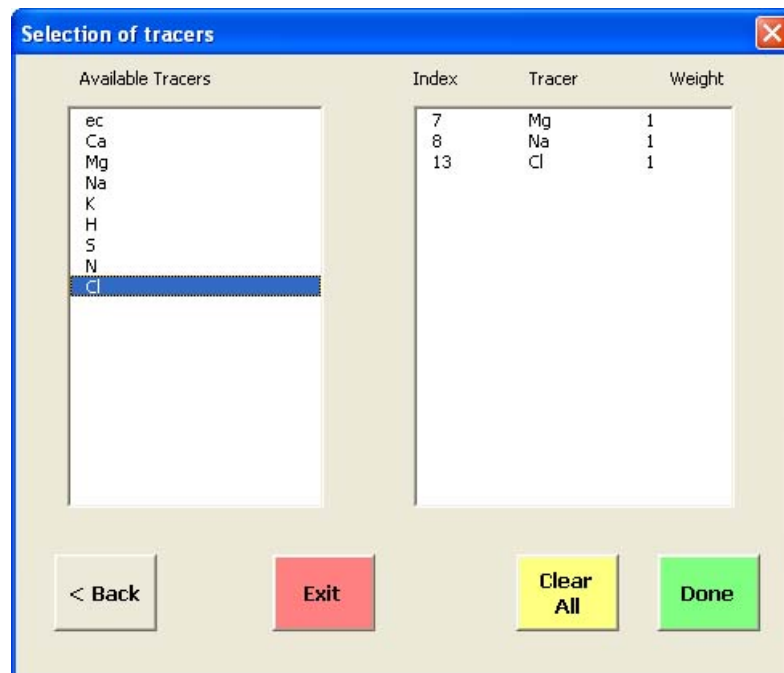 Selection of tracers
Available Tracers
ec
Ca
Mg
Na
K
H
S
N
Cl
Index Tracer Weight
7 Mg 1
8 Na 1
13 Cl 1
< Back
Exit
Clear
All
Done